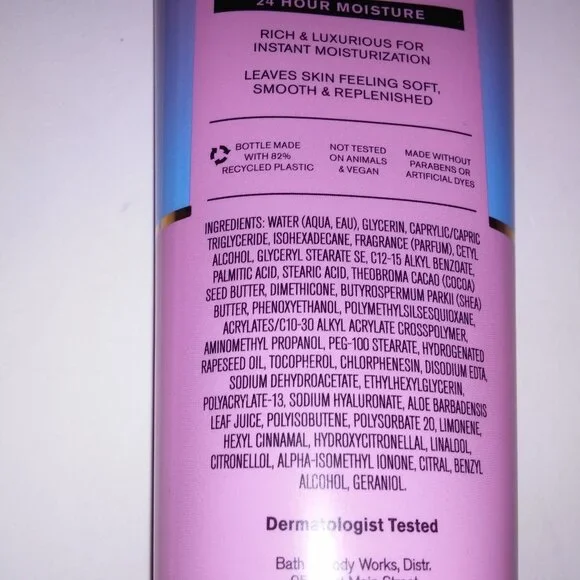 24 HOUR MOISTURE
RICH & LUXURIOUS FOR
INSTANT MOISTURIZATION
LEAVES SKIN FEELING SOFT,
SMOOTH & REPLENISHED
BOTTLE MADE
WITH 82%
RECYCLED PLASTIC
NOT TESTED
ON ANIMALS
& VEGAN
MADE WITHOUT
PARABENS OR
ARTIFICIAL DYES
INGREDIENTS: WATER (AQUA, EAU), GLYCERIN, CAPRYLIC/CAPRIC
TRIGLYCERIDE, ISOHEXADECANE, FRAGRANCE (PARFUM), CETYL
ALCOHOL, GLYCERYL STEARATE SE, C12-15 ALKYL BENZOATE,
PALMITIC ACID, STEARIC ACID, THEOBROMA CACAO (COCOA)
SEED BUTTER, DIMETHICONE, BUTYROSPERMUM PARKII (SHEA)
BUTTER, PHENOXYETHANOL, POLYMETHYLSILSESQUIOXANE,
ACRYLATES/C10-30 ALKYL ACRYLATE CROSSPOLYMER,
AMINOMETHYL PROPANOL, PEG-100 STEARATE, HYDROGENATED
RAPESEED OIL, TOCOPHEROL, CHLORPHENESIN, DISODIUM EDTA,
SODIUM DEHYDROACETATE, ETHYLHEXYLGLYCERIN,
POLYACRYLATE-13, SODIUM HYALURONATE, ALOE BARBADENSIS
LEAF JUICE, POLYISOBUTENE, POLYSORBATE 20, LIMONENE,
HEXYL CINNAMAL, HYDROXYCITRONELLAL, LINALOOL,
CITRONELLOL, ALPHA-ISOMETHYL IONONE, CITRAL, BENZYL
ALCOHOL, GERANIOL.
Dermatologist Tested
Bath Body Works, Distr.